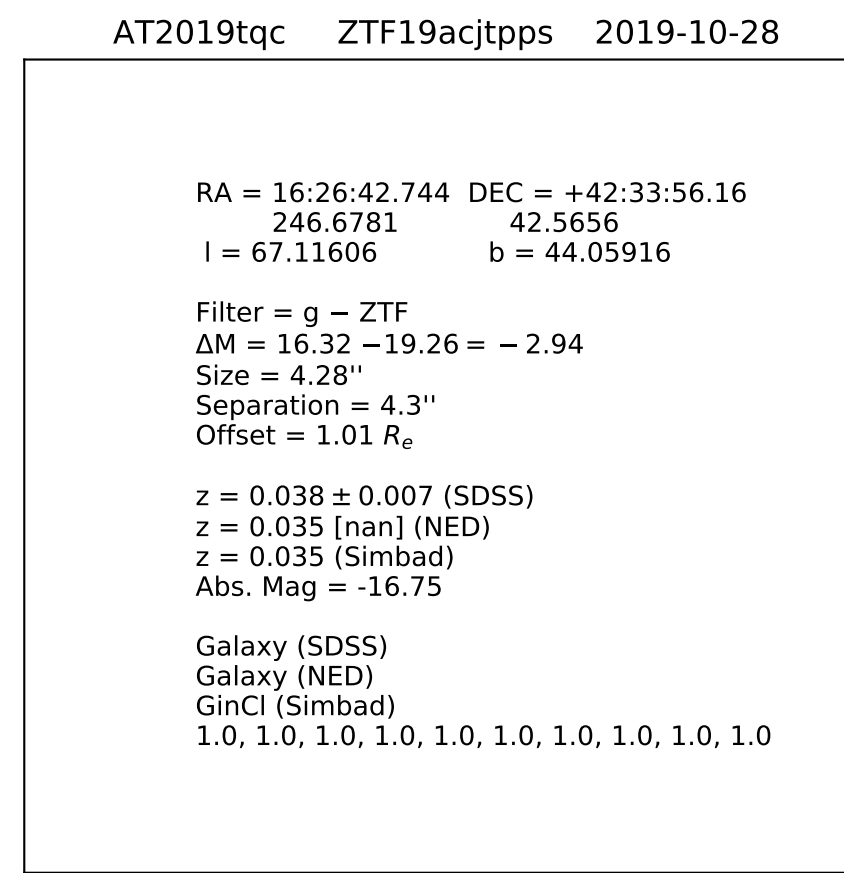 AT2019tqc ZTF19acjtpps 2019-10-28
RA = 16:26:42.744 DEC = +42:33:56.16
246.6781 42.5656
l = 67.11606 b = 44.05916
Filter = g − ZTF
ΔM = 16.32 −19.26 = − 2.94
Size = 4.28''
Separation = 4.3''
Offset = 1.01 Re
z = 0.038 ± 0.007 (SDSS)
z = 0.035 [nan] (NED)
z = 0.035 (Simbad)
Abs. Mag = -16.75
Galaxy (SDSS)
Galaxy (NED)
GinCl (Simbad)
1.0, 1.0, 1.0, 1.0, 1.0, 1.0, 1.0, 1.0, 1.0, 1.0